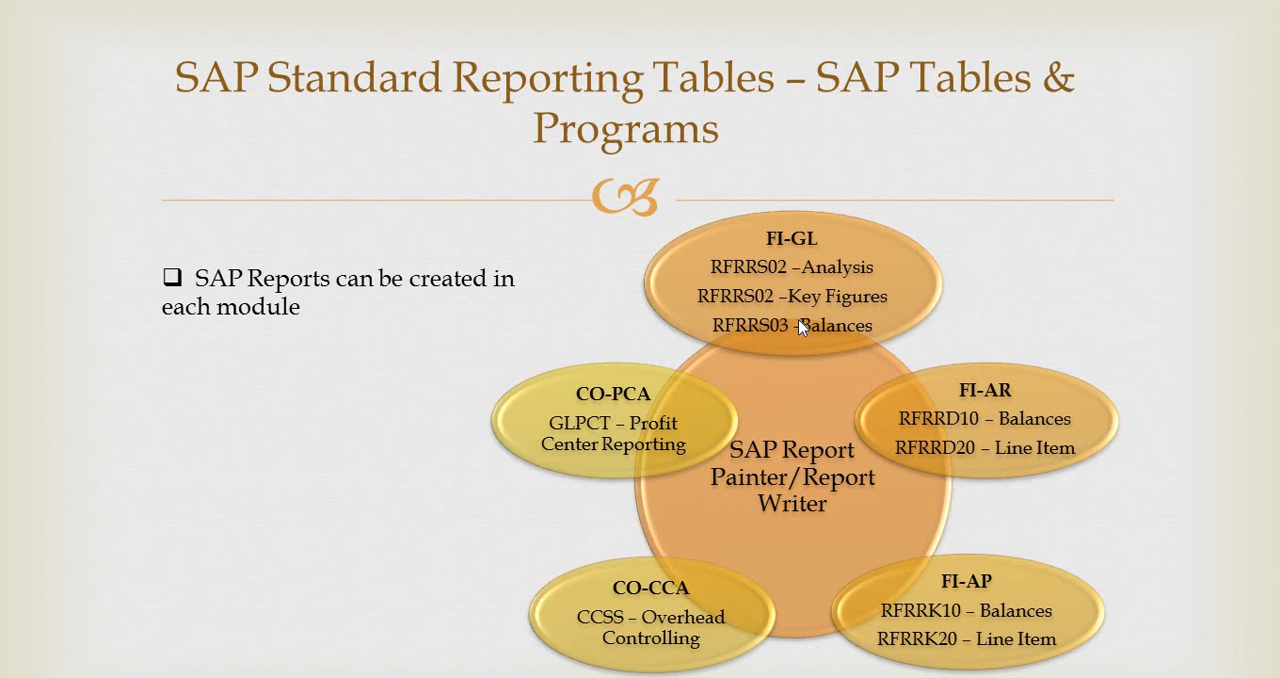 SAP Standard Reporting Tables – SAP Tables &
Programs
❑ SAP Reports can be created in
each module
FI-GL
RFRRS02 –Analysis
RFRRS02 –Key Figures
RFRRS03 –Balances
CO-PCA
GLPCT – Profit
Center Reporting
FI-AR
RFRRD10 – Balances
RFRRD20 – Line Item
SAP Report
Painter/Report
Writer
CO-CCA
CCSS – Overhead
Controlling
FI-AP
RFRRK10 – Balances
RFRRK20 – Line Item